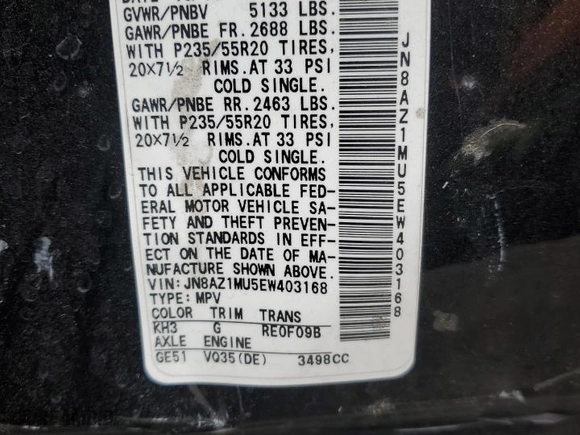 GVWR/PNBV 5133 LBS.
GAWR/PNBE FR. 2688 LBS.
WITH P235/55R20 TIRES,
20X7½ RIMS. AT 33 PSI
COLD SINGLE.
GAWR/PNBE RR. 2463 LBS.
WITH P235/55R20 TIRES,
20X7½ RIMS. AT 33 PSI
COLD SINGLE.
THIS VEHICLE CONFORMS
TO ALL APPLICABLE FED-
ERAL MOTOR VEHICLE SA-
FETY AND THEFT PREVEN-
TION STANDARDS IN EFF-
ECT ON THE DATE OF MA-
NUFACTURE SHOWN ABOVE.
VIN: JN8AZ1MU5EW403168
TYPE: MPV
COLOR TRIM TRANS
KH3 G RE0F09B
AXLE ENGINE
GE51 VQ35(DE) 3498CC
JN8AZ1MU5EW403168